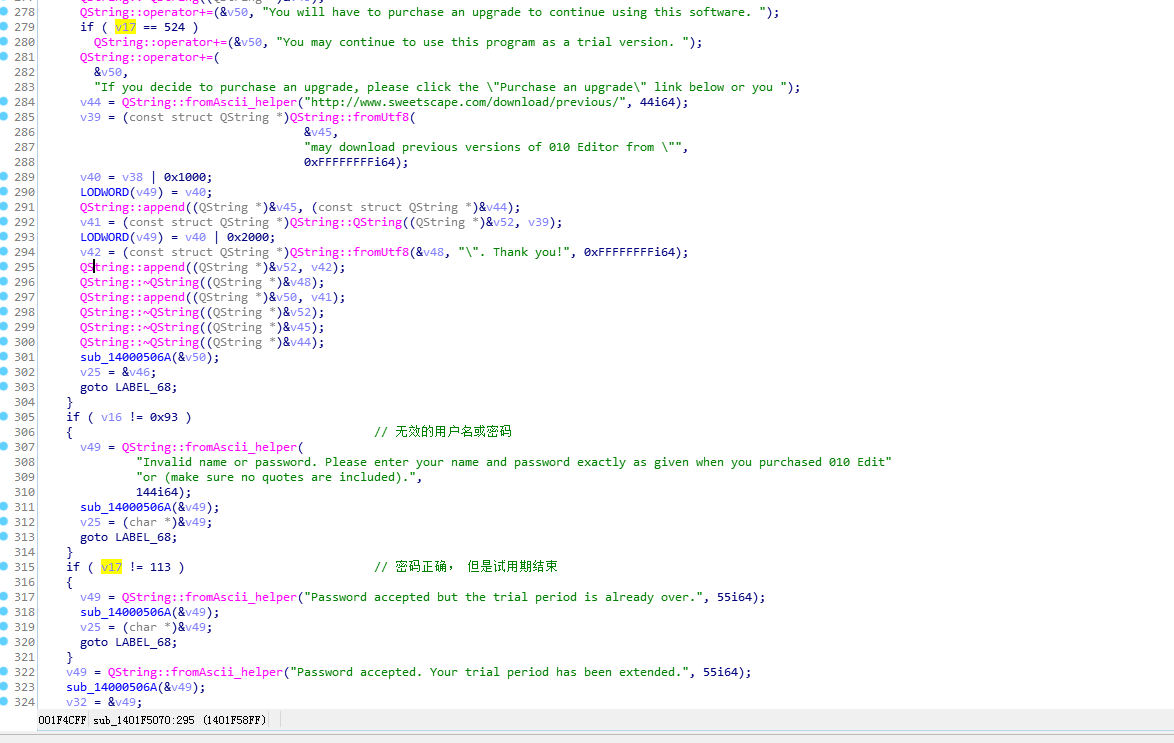 278 QString::operator+=(&v50, "You will have to purchase an upgrade to continue using this software. ");
279 if ( v17 == 524 )
280 QString::operator+=(&v50, "You may continue to use this program as a trial version. ");
281 QString::operator+=(
282 &v50,
283 "If you decide to purchase an upgrade, please click the \"Purchase an upgrade\" link below or you ");
284 v44 = QString::fromAscii_helper("http://www.sweetscape.com/download/previous/", 44i64);
285 v39 = (const struct QString *)QString::fromUtf8(
286 &v45,
287 "may download previous versions of 010 Editor from \"",
288 0xFFFFFFFFi64);
289 v40 = v38 | 0x1000;
290 LODWORD(v49) = v40;
291 QString::append((QString *)&v45, (const struct QString *)&v44);
292 v41 = (const struct QString *)QString::QString((QString *)&v52, v39);
293 LODWORD(v49) = v40 | 0x2000;
294 v42 = (const struct QString *)QString::fromUtf8(&v48, "\". Thank you!", 0xFFFFFFFFi64);
295 QString::append((QString *)&v52, v42);
296 QString::~QString((QString *)&v48);
297 QString::append((QString *)&v50, v41);
298 QString::~QString((QString *)&v52);
299 QString::~QString((QString *)&v45);
300 QString::~QString((QString *)&v44);
301 sub_14000506A(&v50);
302 v25 = &v46;
303 goto LABEL_68;
304 }
305 if ( v16 != 0x93 )
306 { // 无效的用户名或密码
307 v49 = QString::fromAscii_helper(
308 "Invalid name or password. Please enter your name and password exactly as given when you purchased 010 Edit"
309 "or (make sure no quotes are included).",
310 144i64);
311 sub_14000506A(&v49);
312 v25 = (char *)&v49;
313 goto LABEL_68;
314 }
315 if ( v17 != 113 ) // 密码正确， 但是试用期结束
316 {
317 v49 = QString::fromAscii_helper("Password accepted but the trial period is already over.", 55i64);
318 sub_14000506A(&v49);
319 v25 = (char *)&v49;
320 goto LABEL_68;
321 }
322 v49 = QString::fromAscii_helper("Password accepted. Your trial period has been extended.", 55i64);
323 sub_14000506A(&v49);
324 v32 = &v49;
001F4CFF sub_1401F5070:295 (1401F58FF)